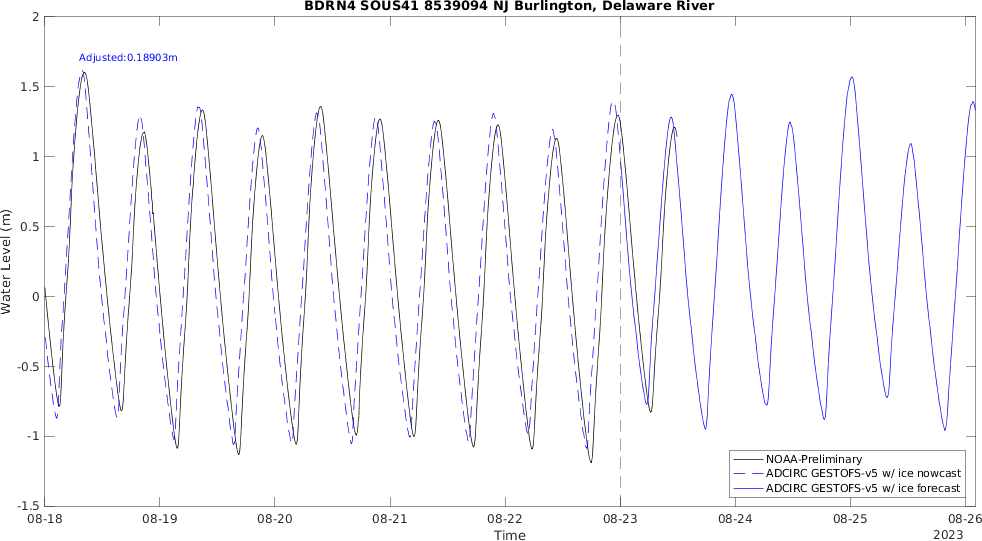 BDRN4 SOUS41 8539094 NJ Burlington, Delaware River
2
Adjusted:0.18903m
1.5
1
0.5
0
-0.5
-1
-1.5
Water Level (m)
NOAA-Preliminary
ADCIRC GESTOFS-v5 w/ ice nowcast
ADCIRC GESTOFS-v5 w/ ice forecast
08-18 08-19 08-20 08-21 08-22 08-23 08-24 08-25 08-26
Time 2023